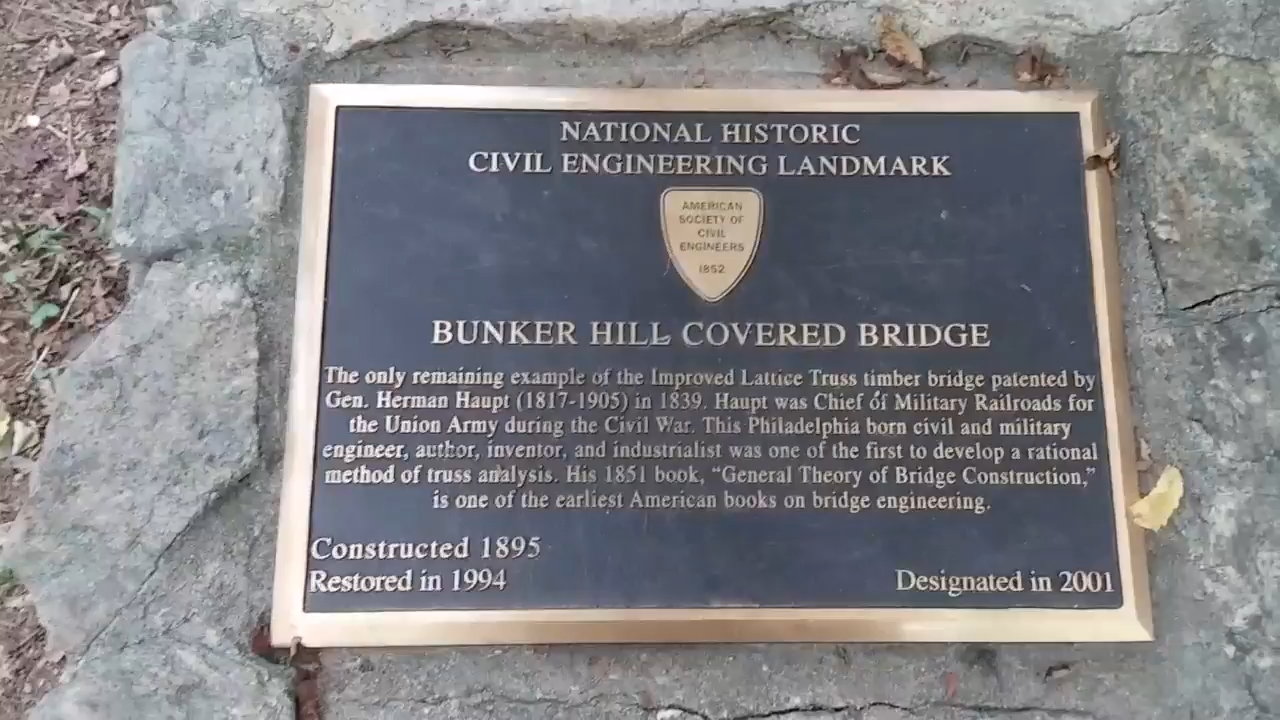 NATIONAL HISTORIC
CIVIL ENGINEERING LANDMARK
AMERICAN
SOCIETY OF
CIVIL
ENGINEERS
1852
BUNKER HILL COVERED BRIDGE
The only remaining example of the Improved Lattice Truss timber bridge patented by
Gen. Herman Haupt (1817-1905) in 1839. Haupt was Chief of Military Railroads for
the Union Army during the Civil War. This Philadelphia born civil and military
engineer, author, inventor, and industrialist was one of the first to develop a rational
method of truss analysis. His 1851 book, “General Theory of Bridge Construction,”
is one of the earliest American books on bridge engineering.
Constructed 1895
Restored in 1994
Designated in 2001